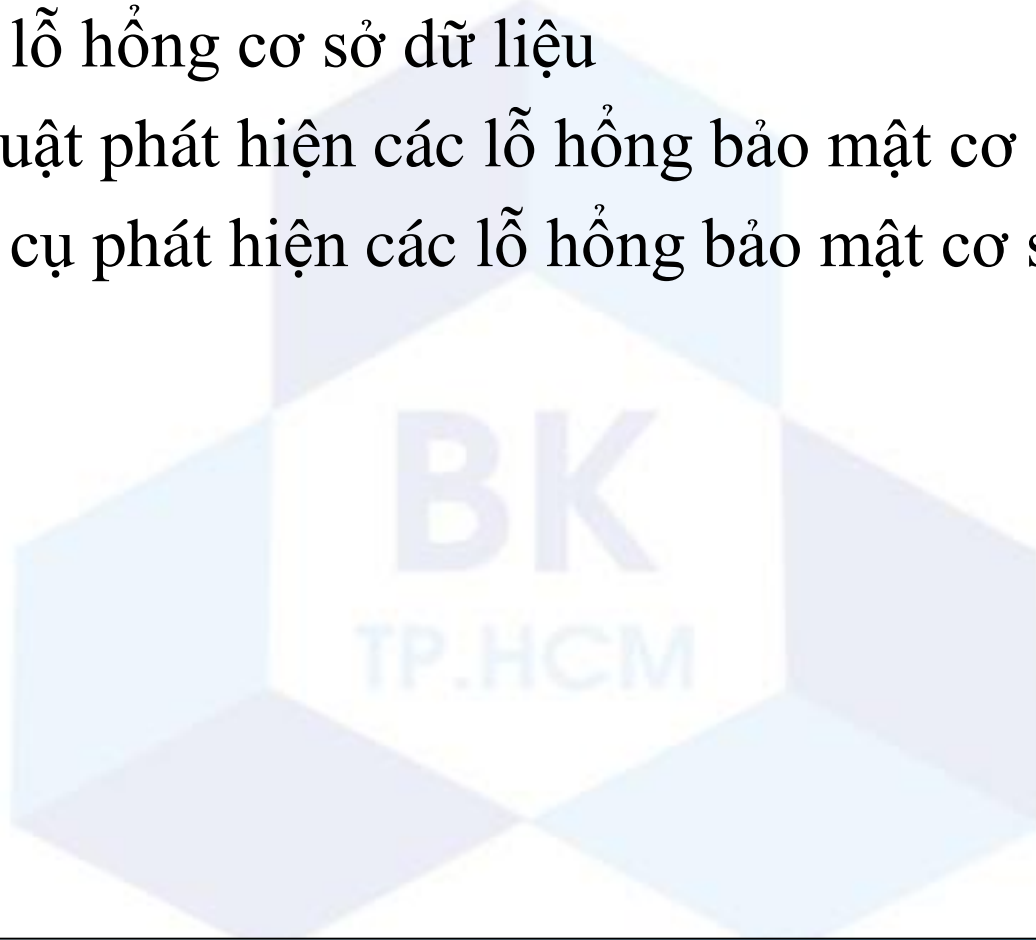 lỗ hổng cơ sở dữ liệu
uật phát hiện các lỗ hổng bảo mật cơ
cụ phát hiện các lỗ hổng bảo mật cơ s
BK
TP.HCM